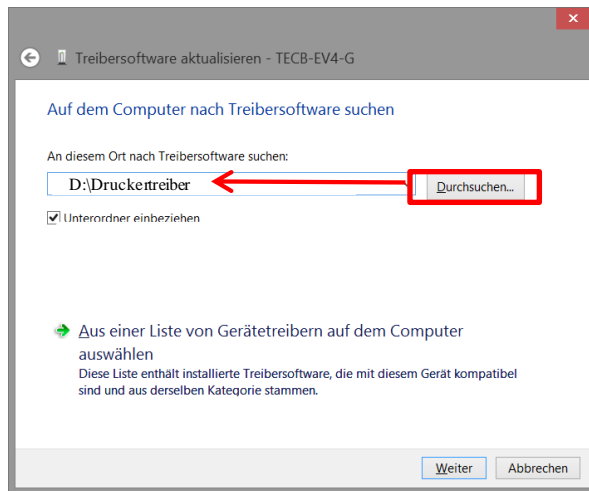 Treibersoftware aktualisieren - TECB-EV4-G
Auf dem Computer nach Treibersoftware suchen
An diesem Ort nach Treibersoftware suchen:
D:\Druckertreiber
Durchsuchen...
Unterordner einbeziehen
Aus einer Liste von Gerätetreibern auf dem Computer
auswählen
Diese Liste enthält installierte Treibersoftware, die mit diesem Gerät kompatibel
sind und aus derselben Kategorie stammen.
Weiter Abbrechen